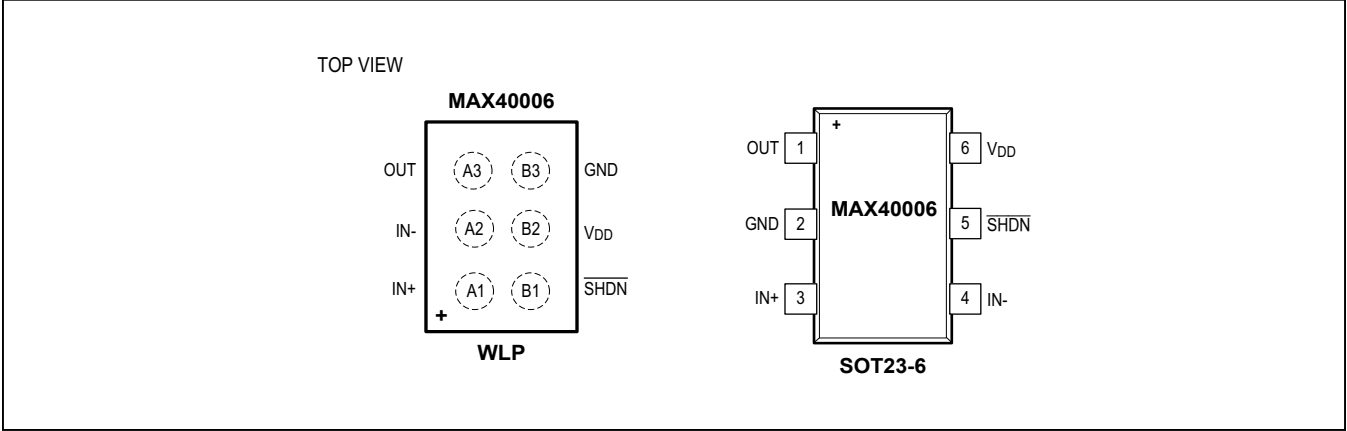 TOP VIEW
MAX40006
OUT A3 B3 GND
IN- A2 B2 VDD
IN+ A1 B1 SHDN
+
WLP
+
OUT 1 6 VDD
MAX40006
GND 2 5 SHDN
IN+ 3 4 IN-
SOT23-6